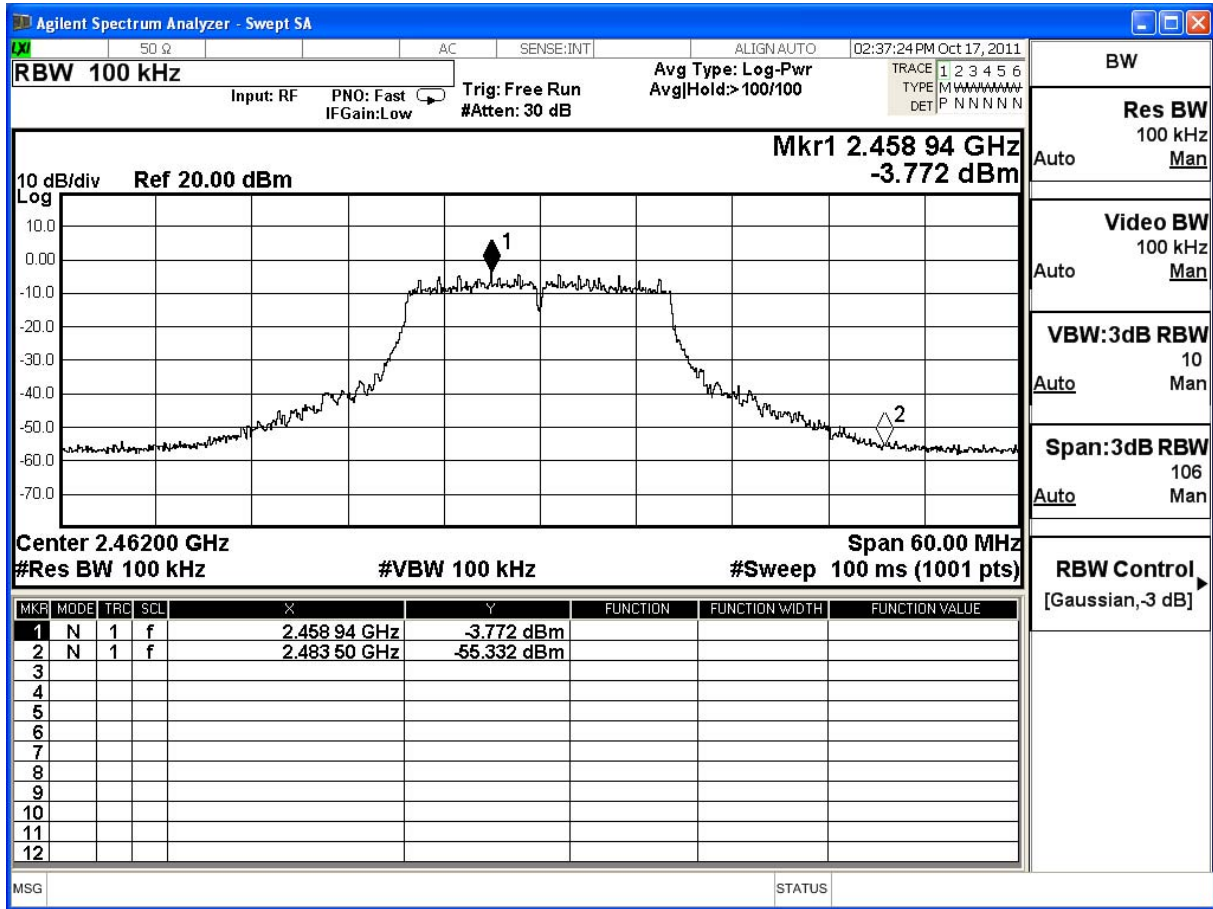 Agilent Spectrum Analyzer - Swept SA
LXI 50 Ω AC SENSE:INT ALIGN AUTO 02:37:24 PM Oct 17, 2011
RBW 100 kHz
Input: RF PNO: Fast IFGain:Low
Trig: Free Run #Atten: 30 dB
Avg Type: Log-Pwr Avg|Hold:>100/100
TRACE 1 2 3 4 5 6
TYPE M WWWWW
DET P N N N N N
Mkr1 2.458 94 GHz
-3.772 dBm
10 dB/div Ref 20.00 dBm
Log
10.0
0.00
-10.0
-20.0
-30.0
-40.0
-50.0
-60.0
-70.0
1
2
Center 2.46200 GHz Span 60.00 MHz
#Res BW 100 kHz #VBW 100 kHz #Sweep 100 ms (1001 pts)
MKR MODE TRC SCL X Y FUNCTION FUNCTION WIDTH FUNCTION VALUE
1 N 1 f 2.458 94 GHz -3.772 dBm
2 N 1 f 2.483 50 GHz -55.332 dBm
3
4
5
6
7
8
9
10
11
12
MSG STATUS
BW
Res BW
100 kHz
Auto Man
Video BW
100 kHz
Auto Man
VBW:3dB RBW
10
Auto Man
Span:3dB RBW
106
Auto Man
RBW Control
[Gaussian,-3 dB]